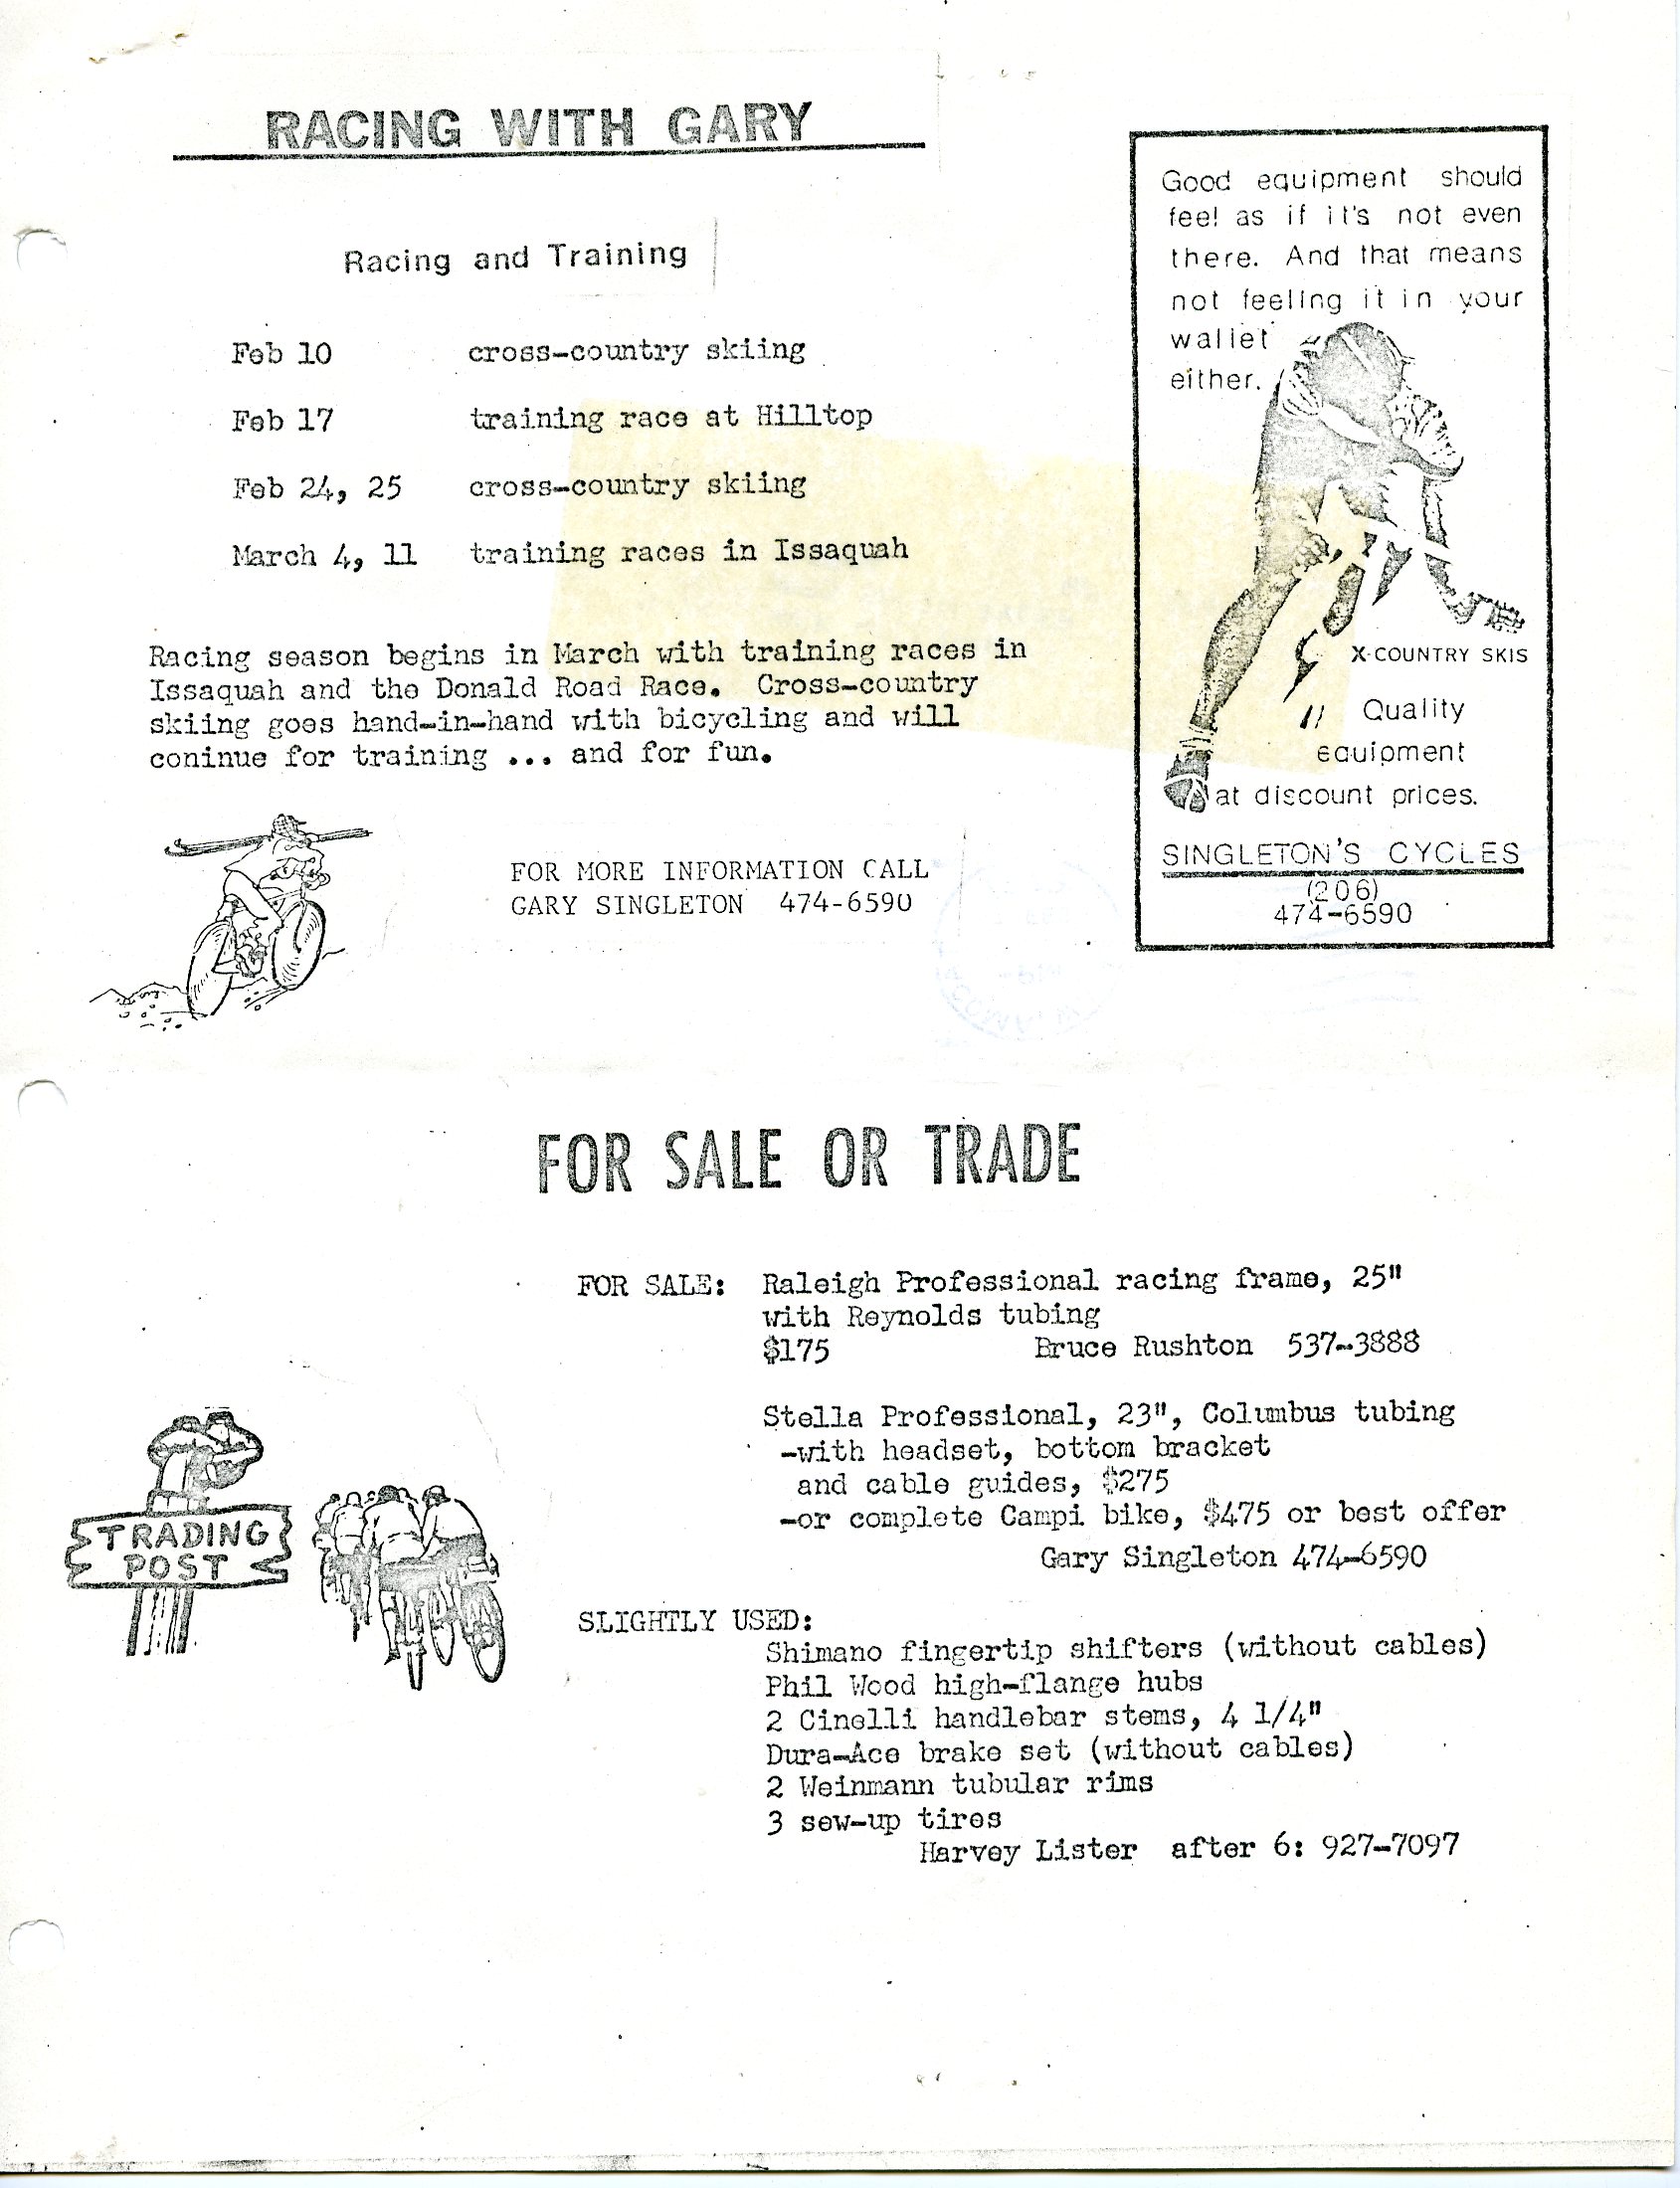 RACING WITH GARY
Racing and Training
Feb 10 cross-country skiing
Feb 17 training race at Hilltop
Feb 24, 25 cross-country skiing
March 4, 11 training races in Issaquah
Racing season begins in March with training races in
Issaquah and the Donald Road Race. Cross-country
skiing goes hand-in-hand with bicycling and will
coninue for training ... and for fun.
FOR MORE INFORMATION CALL
GARY SINGLETON 474-6590
Good equipment should
feel as if it's not even
there. And that means
not feeling it in your
wallet
either.
X-COUNTRY SKIS
Quality
equipment
at discount prices.
SINGLETON'S CYCLES
(206)
474-6590
FOR SALE OR TRADE
FOR SALE: Raleigh Professional racing frame, 25"
with Reynolds tubing
$175 Bruce Rushton 537-3888
Stella Professional, 23", Columbus tubing
-with headset, bottom bracket
and cable guides, $275
-or complete Campi bike, $475 or best offer
Gary Singleton 474-6590
TRADING
POST
SLIGHTLY USED:
Shimano fingertip shifters (without cables)
Phil Wood high-flange hubs
2 Cinelli handlebar stems, 4 1/4"
Dura-Ace brake set (without cables)
2 Weinmann tubular rims
3 sew-up tires
Harvey Lister after 6: 927-7097